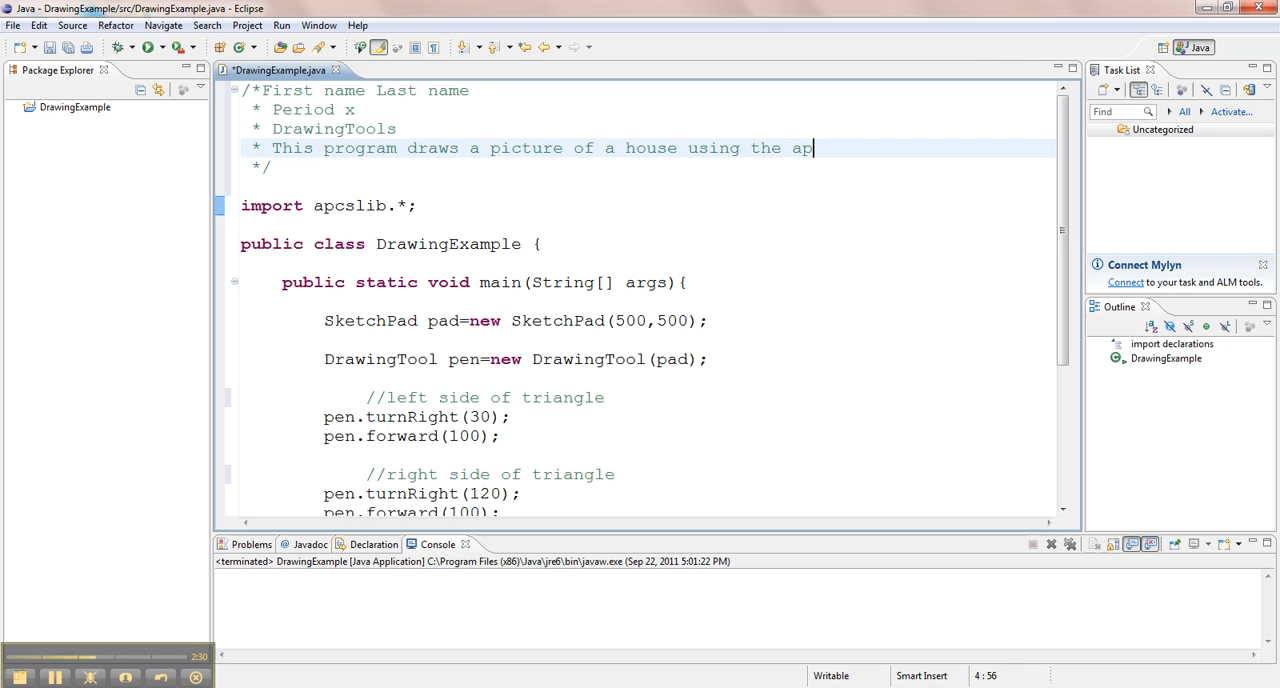 Java - DrawingExample/src/DrawingExample.java - Eclipse
File Edit Source Refactor Navigate Search Project Run Window Help
Java
Package Explorer
*DrawingExample.java
Task List
DrawingExample
/*First name Last name
* Period x
* DrawingTools
* This program draws a picture of a house using the ap
*/
import apcslib.*;
public class DrawingExample {
public static void main(String[] args){
SketchPad pad=new SketchPad(500,500);
DrawingTool pen=new DrawingTool(pad);
//left side of triangle
pen.turnRight(30);
pen.forward(100);
//right side of triangle
pen.turnRight(120);
pen.forward(100);
Find All Activate...
Uncategorized
Connect Mylyn
Connect to your task and ALM tools.
Outline
import declarations
DrawingExample
Problems @ Javadoc Declaration Console
<terminated> DrawingExample [Java Application] C:\Program Files (x86)\Java\jre6\bin\javaw.exe (Sep 22, 2011 5:01:22 PM)
2:30
Writable Smart Insert 4 : 56